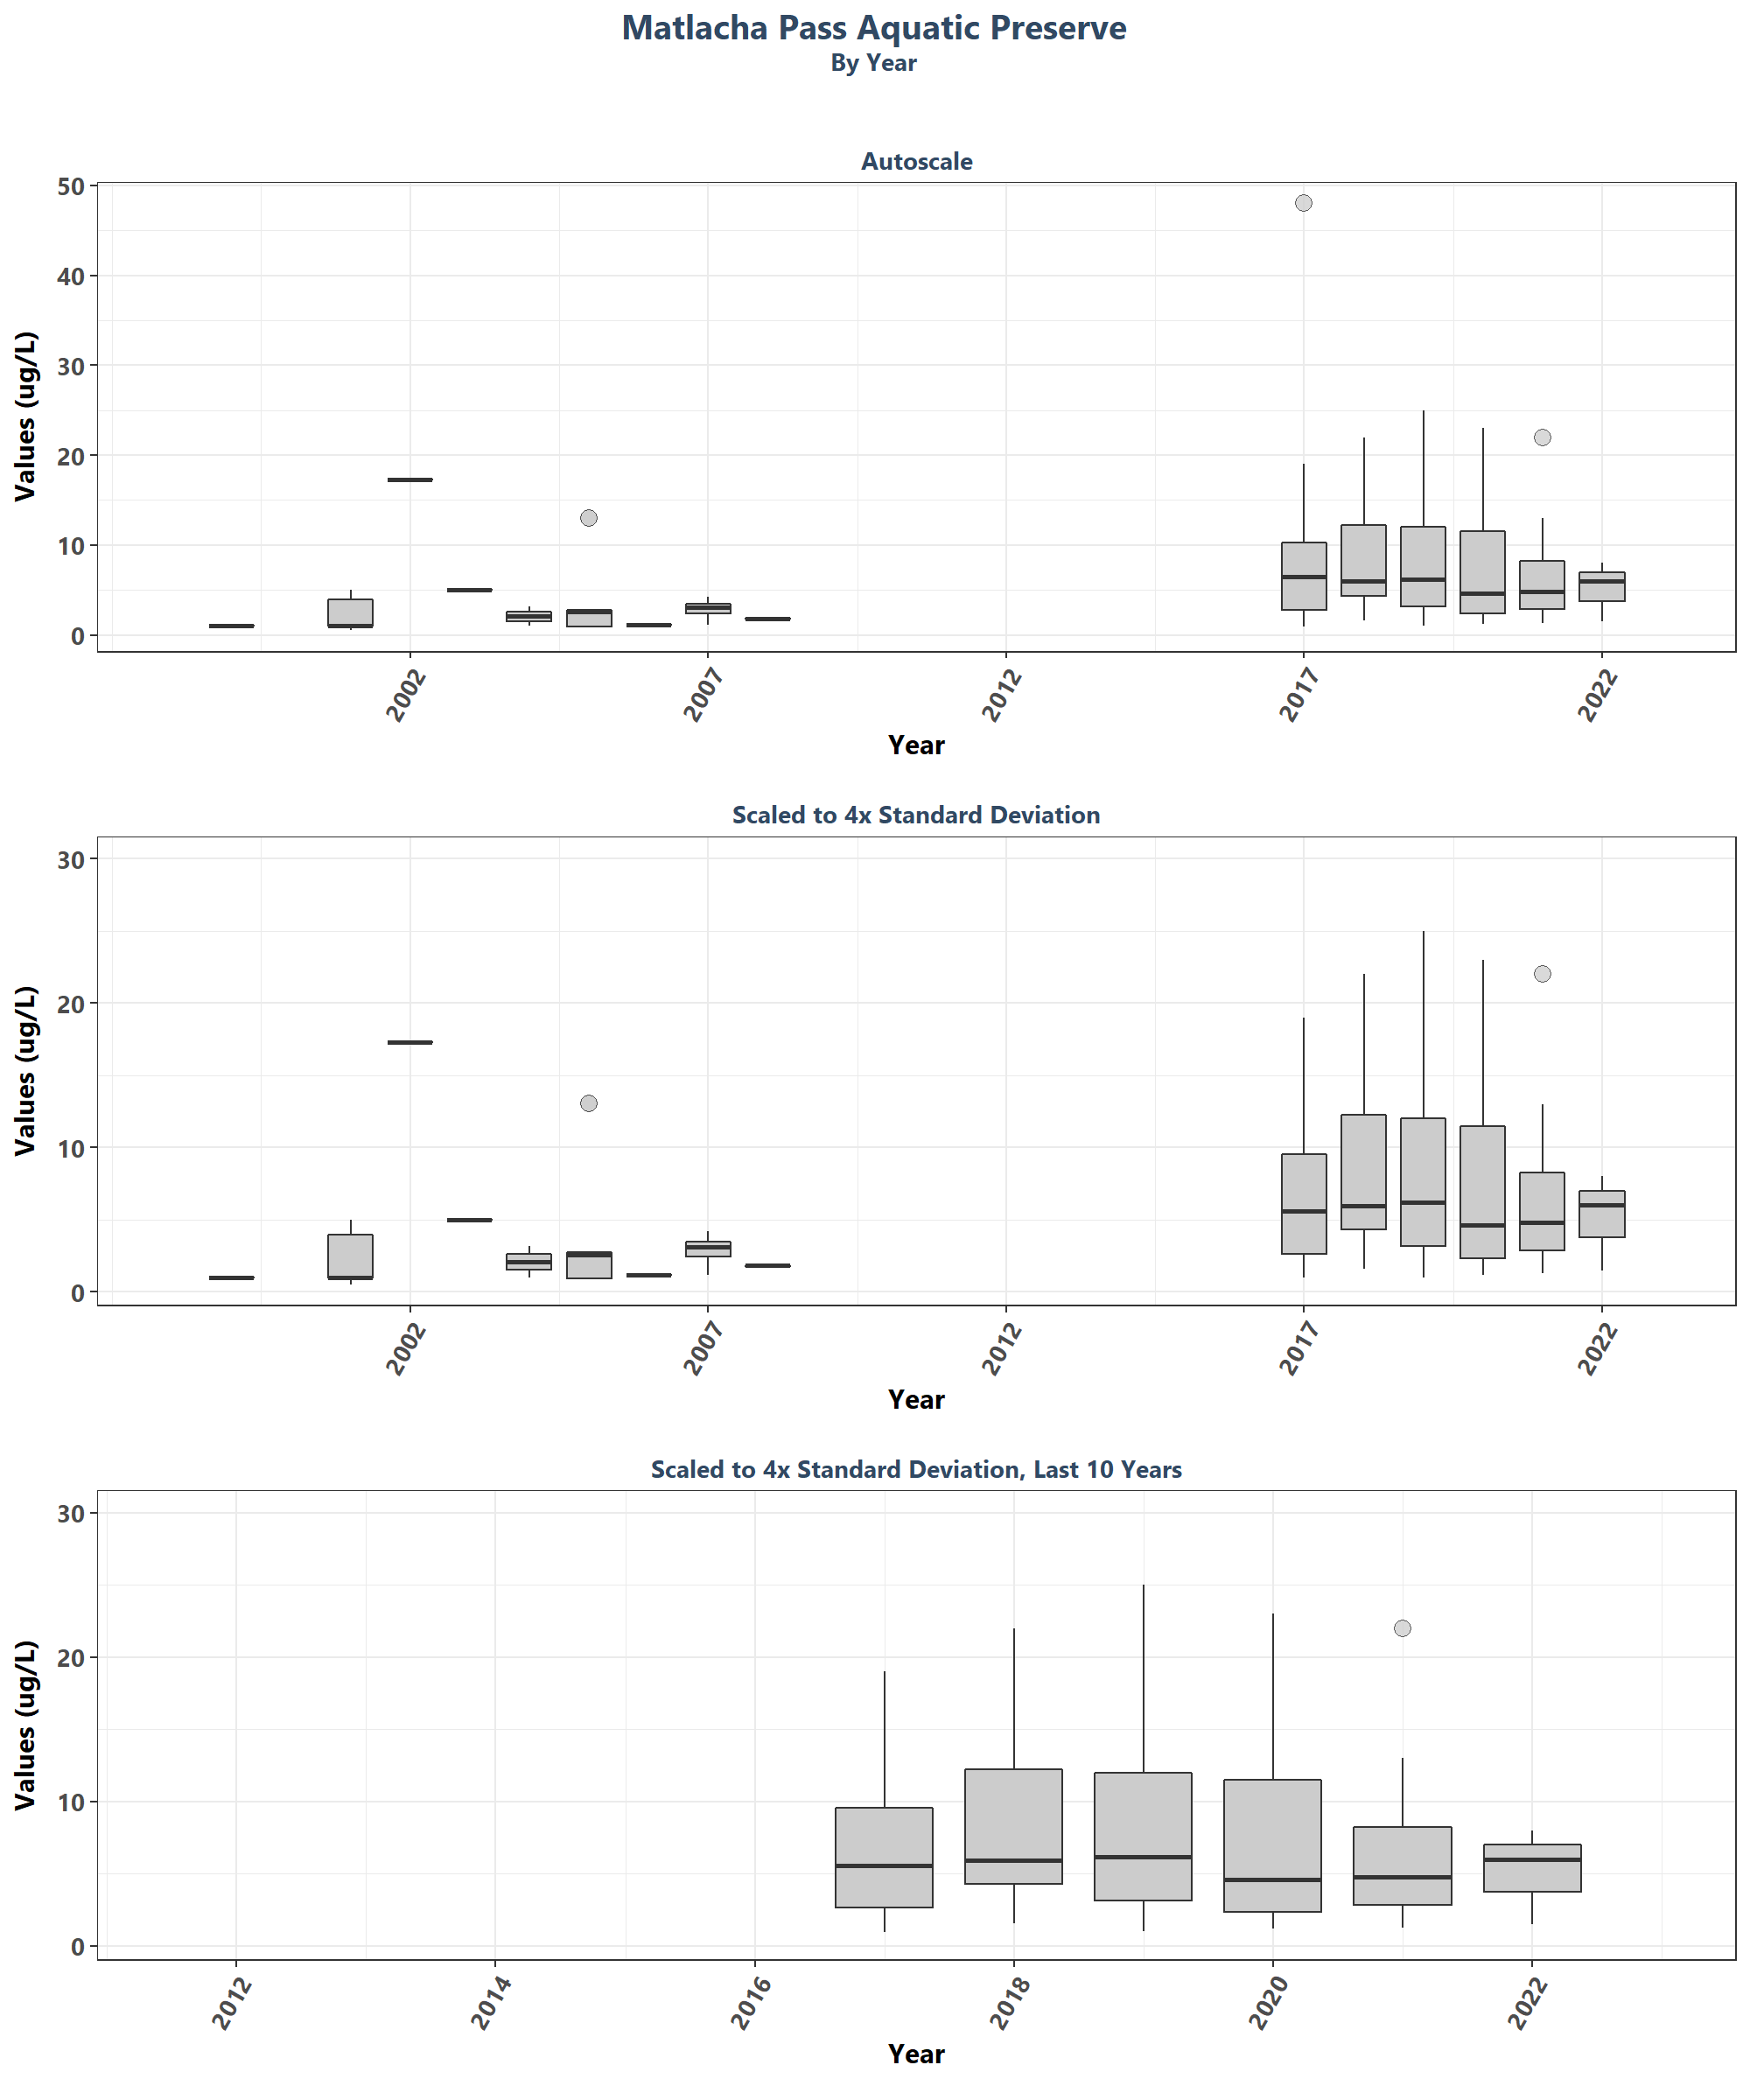 Matlacha Pass Aquatic Preserve
By Year
Autoscale
50
40
30
20
10
0
Values (ug/L)
2002 2007 2012 2017 2022
Year
Scaled to 4x Standard Deviation
30
20
10
0
Values (ug/L)
2002 2007 2012 2017 2022
Year
Scaled to 4x Standard Deviation, Last 10 Years
30
20
10
0
Values (ug/L)
2012 2014 2016 2018 2020 2022
Year